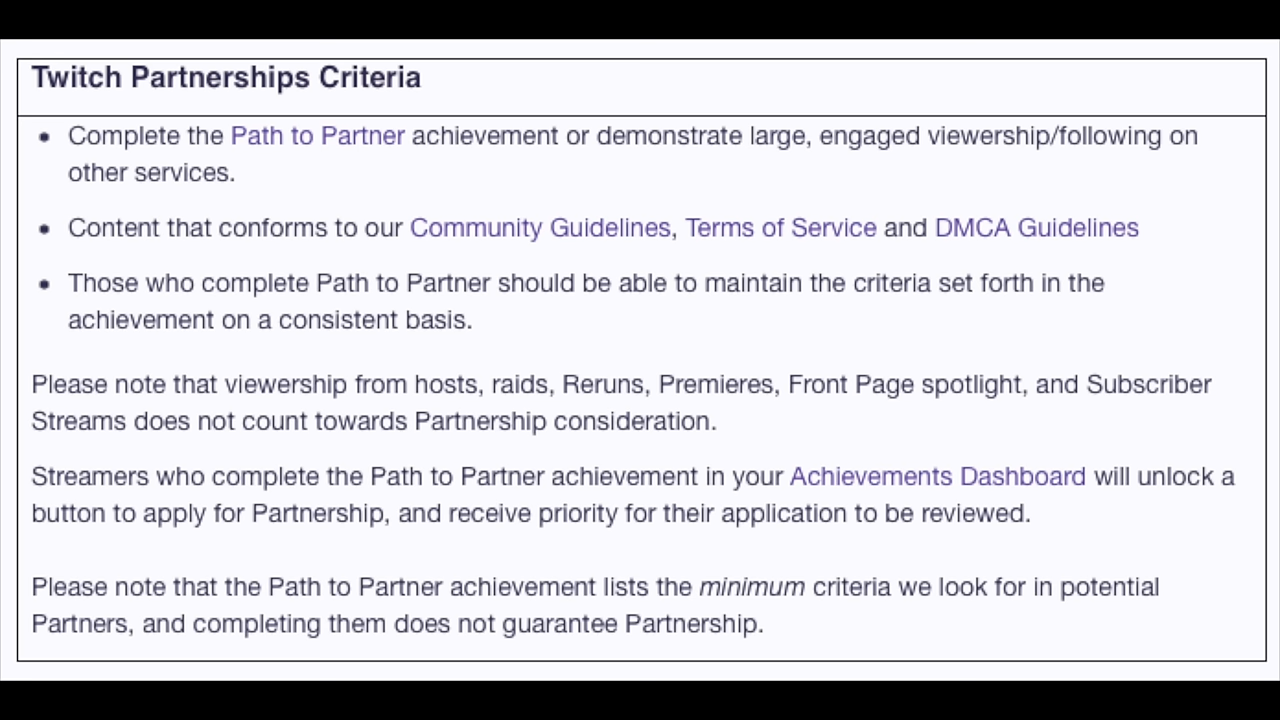 Twitch Partnerships Criteria
• Complete the Path to Partner achievement or demonstrate large, engaged viewership/following on
other services.
• Content that conforms to our Community Guidelines, Terms of Service and DMCA Guidelines
• Those who complete Path to Partner should be able to maintain the criteria set forth in the
achievement on a consistent basis.
Please note that viewership from hosts, raids, Reruns, Premieres, Front Page spotlight, and Subscriber
Streams does not count towards Partnership consideration.
Streamers who complete the Path to Partner achievement in your Achievements Dashboard will unlock a
button to apply for Partnership, and receive priority for their application to be reviewed.
Please note that the Path to Partner achievement lists the minimum criteria we look for in potential
Partners, and completing them does not guarantee Partnership.